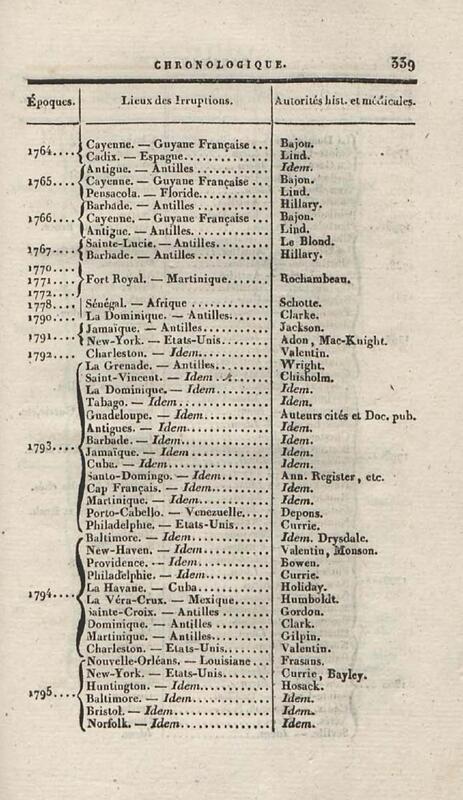 CHRONOLOGIQUE. 339
Époques. Lieux des Irruptions. Autorités hist. et médicales.
1764.... Cayenne. — Guyane Française... Bajou.
Cadix. — Espagne.............. Lind.
Antigue. — Antilles............ Idem.
1765.... Cayenne. — Guyane Française... Bajon.
Pensacola. — Floride........... Lind.
Barbade. — Antilles............ Hillary.
1766.... Cayenne. — Guyane Française... Bajon.
Antigue. — Antilles............ Lind.
Sainte-Lucie. — Antilles........ Le Blond.
1767.... Barbade. — Antilles............ Hillary.
1770....
1771.... Fort Royal. — Martinique....... Rochambeau.
1772....
1778.... Sénégal. — Afrique............ Schotte.
1790.... La Dominique. — Antilles....... Clarke.
Jamaïque. — Antilles.......... Jackson.
1791.... New-York. — Etats-Unis........ Adon, Mac-Knight.
1792.... Charleston. — Idem............ Valentin.
La Grenade. — Antilles......... Wright.
Saint-Vincent. — Idem......... Chisholm.
La Dominique. — Idem......... Idem.
Tabago. — Idem............... Idem.
Guadeloupe. — Idem........... Auteurs cités et Doc. pub.
Antigues. — Idem............. Idem.
Barbade. — Idem.............. Idem.
1793.... Jamaïque. — Idem............. Idem.
Cuba. — Idem................ Idem.
Santo-Domingo. — Idem........ Ann. Register, etc.
Cap Français. — Idem.......... Idem.
Martinique. — Idem........... Idem.
Porto-Cabello. — Venezuelle..... Depons.
Philadelphie. — Etats-Unis...... Currie.
Baltimore. — Idem............ Idem. Drysdale.
New-Haven. — Idem.......... Valentin, Monson.
Providence. — Idem........... Bowen.
Philadelphie. — Idem.......... Currie.
La Havane. — Cuba........... Holiday.
1794.... La Véra-Crux. — Mexique....... Humboldt.
Sainte-Croix. — Antilles........ Gordon.
Dominique. — Antilles......... Clark.
Martinique. — Antilles......... Gilpin.
Charleston. — Etats-Unis....... Valentin.
Nouvelle-Orléans. — Louisiane... Frasans.
New-York. — Etats-Unis....... Currie, Bayley.
1795.... Huntington. — Idem........... Hosack.
Baltimore. — Idem............ Idem.
Bristol. — Idem............... Idem.
Norfolk. — Idem.............. Idem.